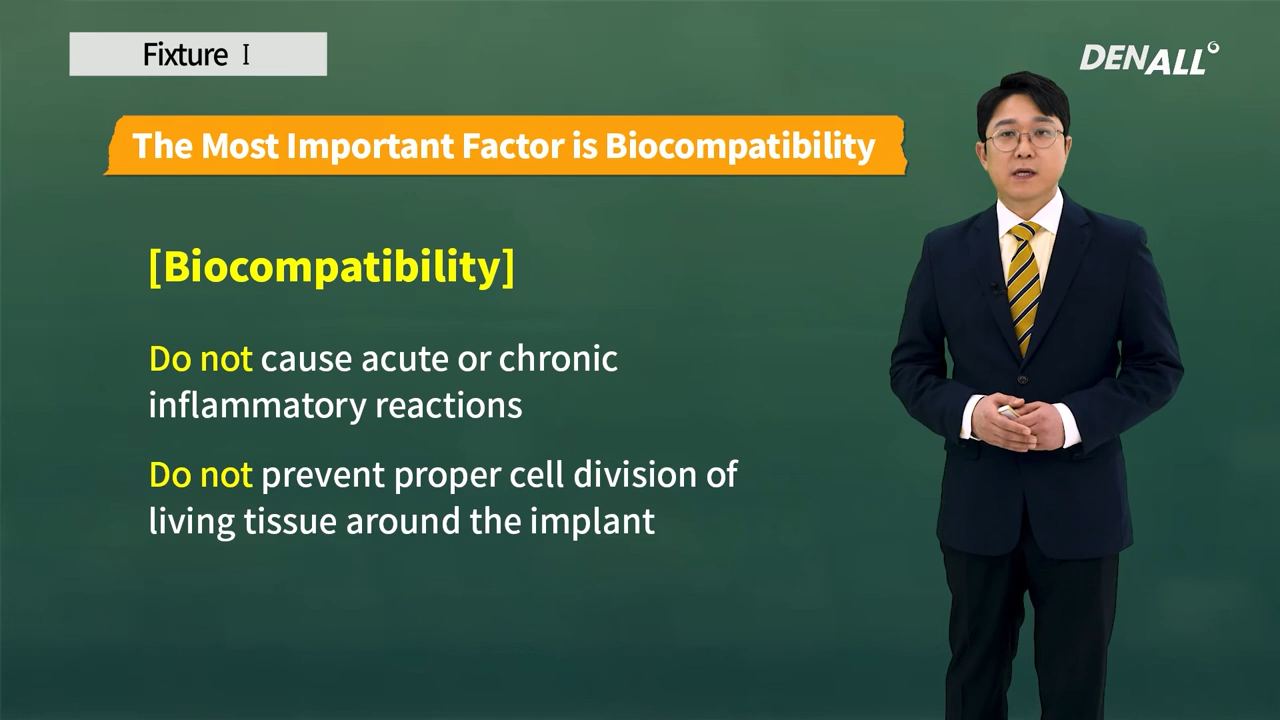 Fixture I
DENALL
The Most Important Factor is Biocompatibility
[Biocompatibility]
Do not cause acute or chronic
inflammatory reactions
Do not prevent proper cell division of
living tissue around the implant